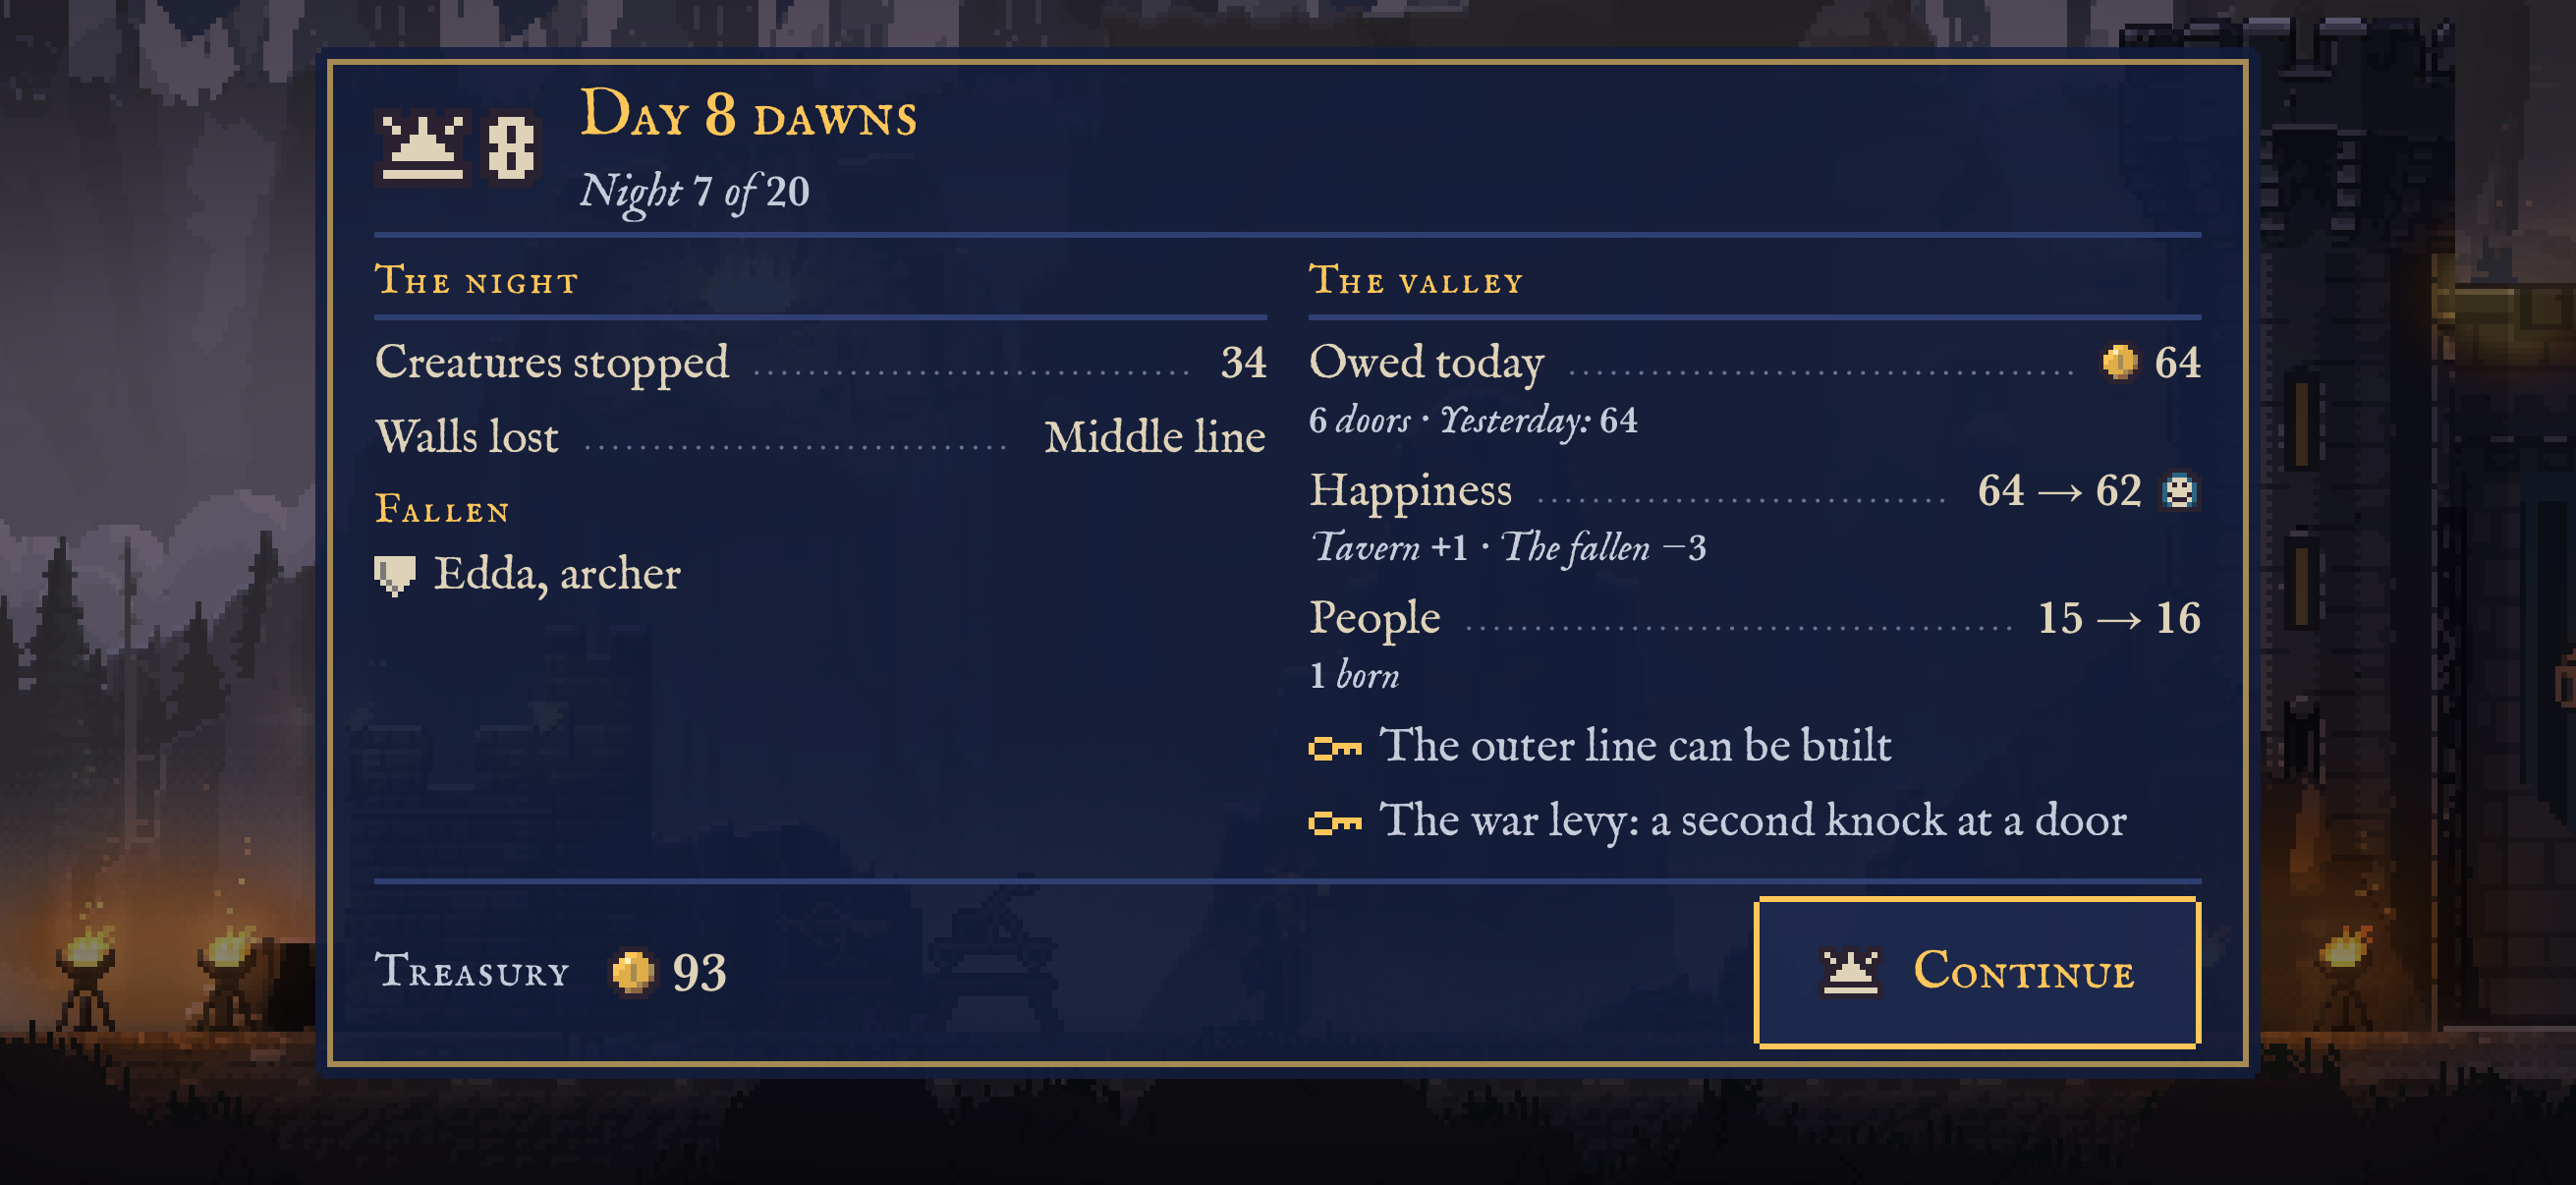 8
Day 8 dawns
Night 7 of 20
The night
Creatures stopped 34
Walls lost Middle line
Fallen
Edda, archer
The valley
Owed today 64
6 doors · Yesterday: 64
Happiness 64 → 62
Tavern +1 · The fallen −3
People 15 → 16
1 born
The outer line can be built
The war levy: a second knock at a door
Treasury 93
Continue